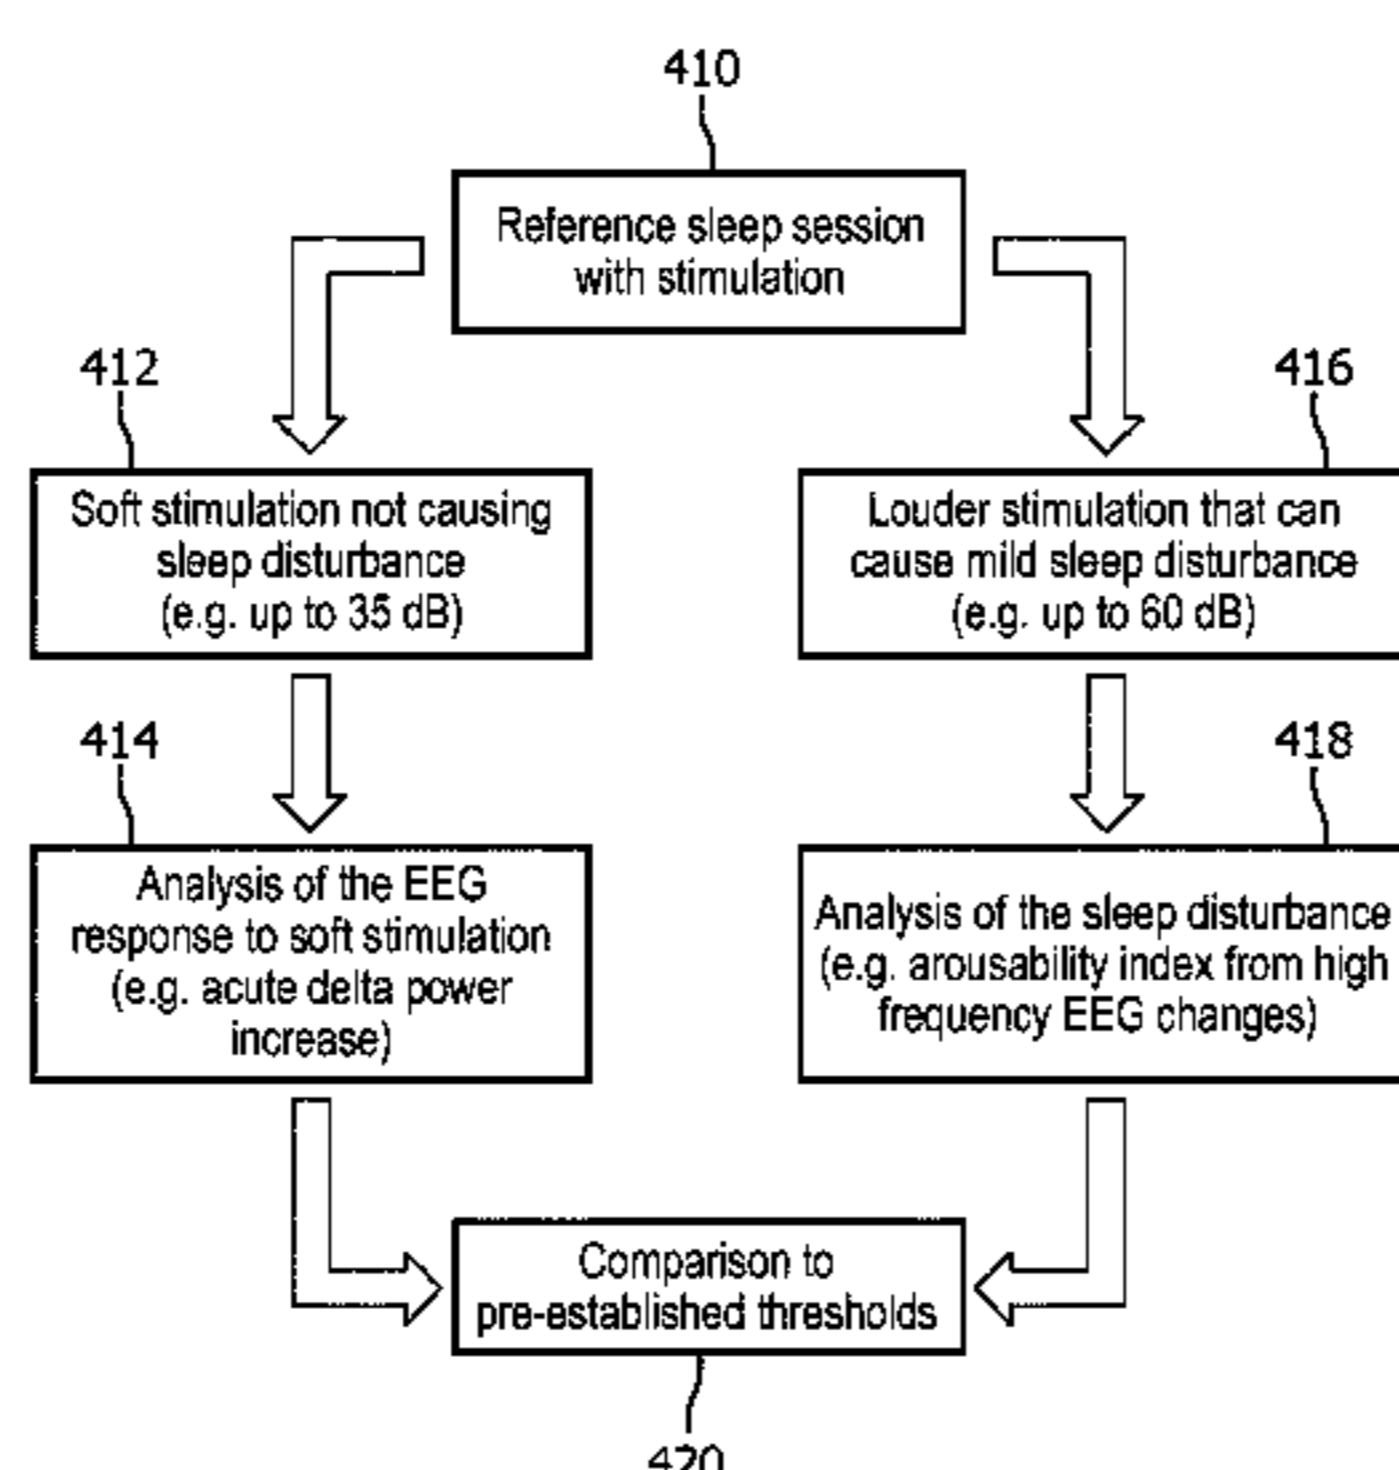 410
Reference sleep session
with stimulation
412
416
Soft stimulation not causing
sleep disturbance
(e.g. up to 35 dB)
Louder stimulation that can
cause mild sleep disturbance
(e.g. up to 60 dB)
414
418
Analysis of the EEG
response to soft stimulation
(e.g. acute delta power
increase)
Analysis of the sleep disturbance
(e.g. arousability index from high
frequency EEG changes)
Comparison to
pre-established thresholds
420